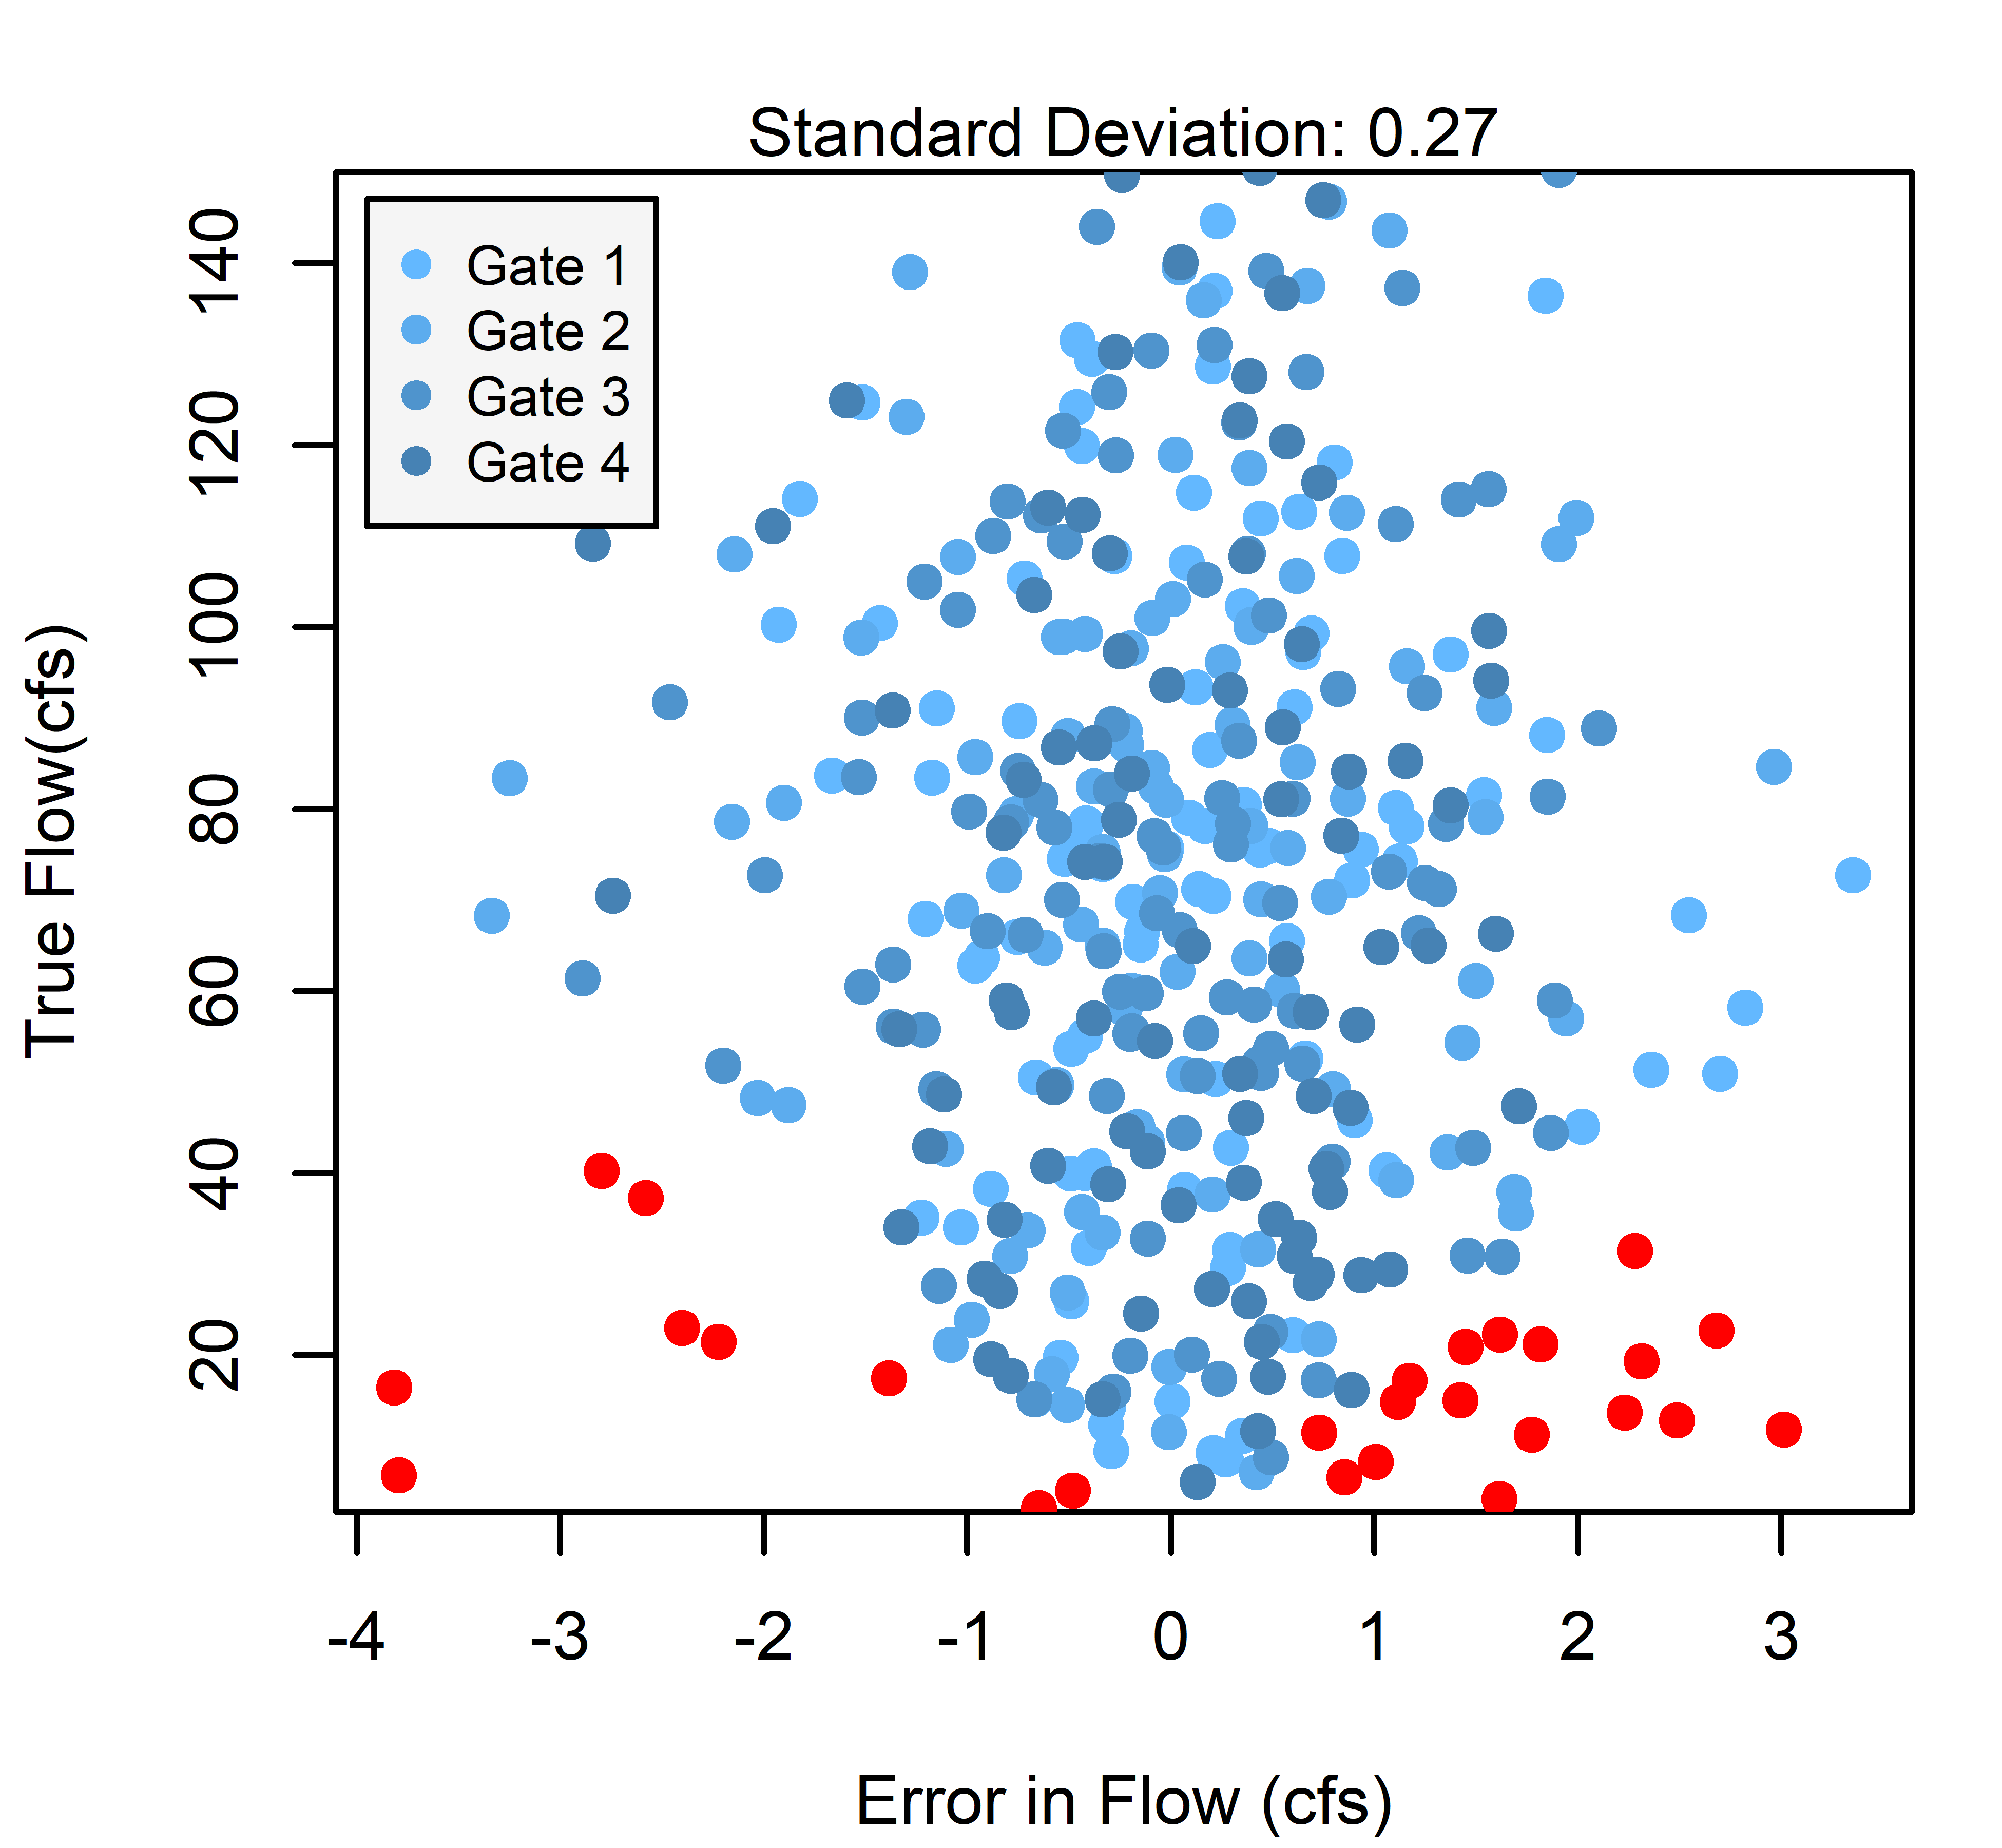 Standard Deviation: 0.27
Gate 1
Gate 2
Gate 3
Gate 4
True Flow(cfs)
140
120
100
80
60
40
20
-4 -3 -2 -1 0 1 2 3
Error in Flow (cfs)